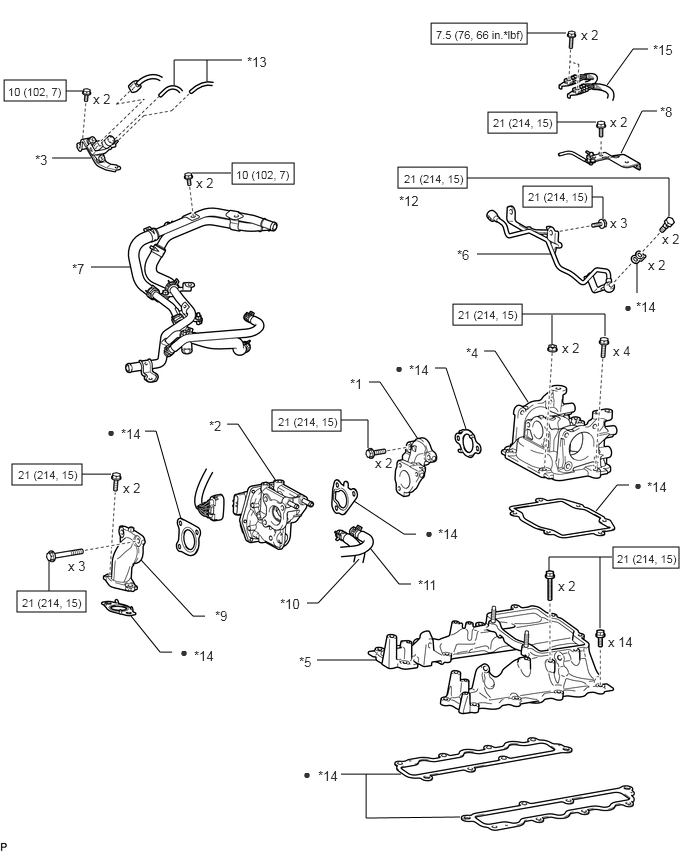 7.5 (76, 66 in.*lbf)
x 2
*15
*13
10 (102, 7)
x 2
*3
21 (214, 15)
x 2
*8
10 (102, 7)
x 2
21 (214, 15)
*12
21 (214, 15)
x 3
x 2
*7
*6
x 2
● *14
21 (214, 15)
x 2
x 4
*4
● *14
*1
21 (214, 15)
x 2
*2
● *14
21 (214, 15)
x 2
● *14
● *14
21 (214, 15)
x 3
x 2
*11
*10
21 (214, 15)
*9
x 14
● *14
*5
● *14
P